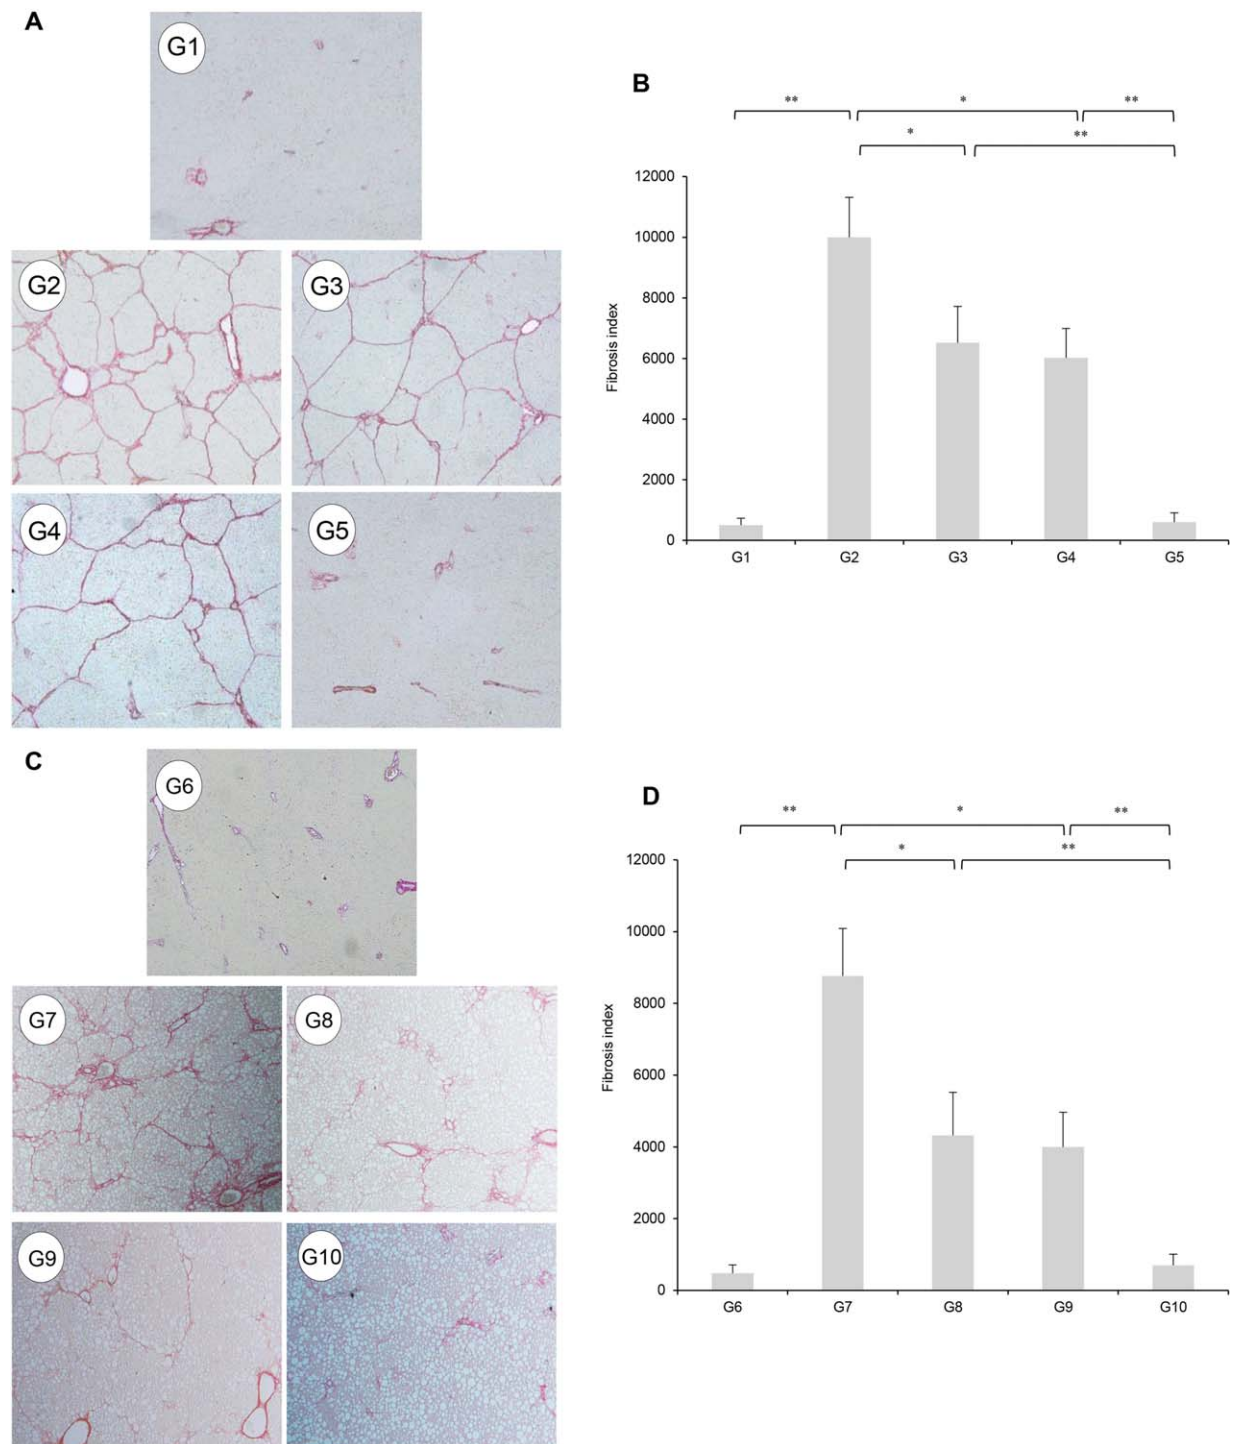 A
G1
G2
G3
G4
G5
B
** * **
* **
12000
10000
8000
6000
4000
2000
0
Fibrosis index
G1 G2 G3 G4 G5
C
G6
G7
G8
G9
G10
D
** * **
* **
12000
10000
8000
6000
4000
2000
0
Fibrosis index
G6 G7 G8 G9 G10